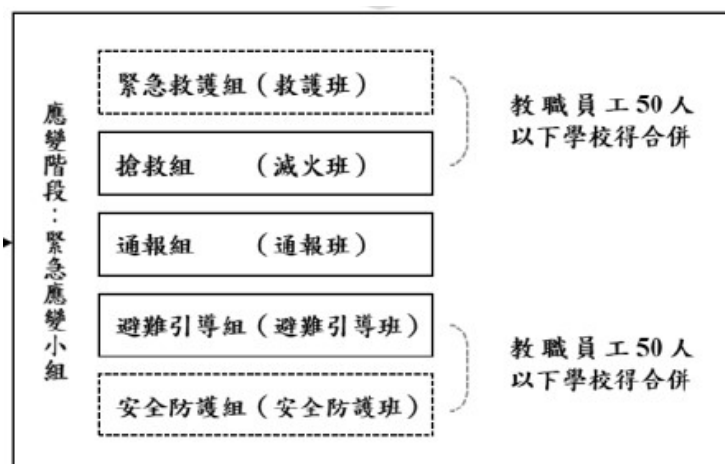 應變階段：緊急應變小組
緊急救護組（救護班）
搶救組　　（滅火班）
通報組　　（通報班）
避難引導組（避難引導班）
安全防護組（安全防護班）
教職員工50人
以下學校得合併
教職員工50人
以下學校得合併